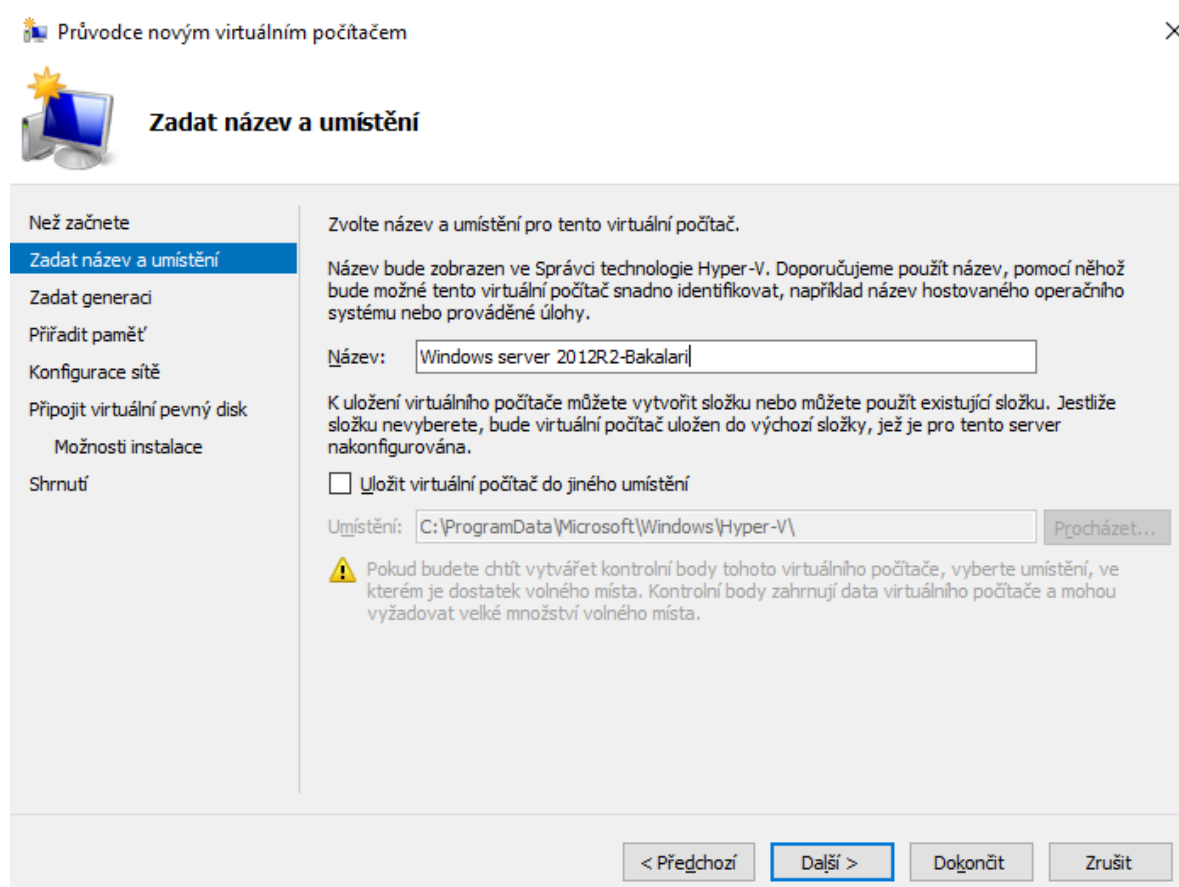 Průvodce novým virtuálním počítačem
Zadat název a umístění
Než začnete
Zadat název a umístění
Zadat generaci
Přiřadit paměť
Konfigurace sítě
Připojit virtuální pevný disk
Možnosti instalace
Shrnutí
Zvolte název a umístění pro tento virtuální počítač.
Název bude zobrazen ve Správci technologie Hyper-V. Doporučujeme použít název, pomocí něhož
bude možné tento virtuální počítač snadno identifikovat, například název hostovaného operačního
systému nebo prováděné úlohy.
Název: Windows server 2012R2-Bakalari
K uložení virtuálního počítače můžete vytvořit složku nebo můžete použít existující složku. Jestliže
složku nevyberete, bude virtuální počítač uložen do výchozí složky, jež je pro tento server
nakonfigurována.
Uložit virtuální počítač do jiného umístění
Umístění: C:\ProgramData\Microsoft\Windows\Hyper-V\ Procházet...
Pokud budete chtít vytvářet kontrolní body tohoto virtuálního počítače, vyberte umístění, ve
kterém je dostatek volného místa. Kontrolní body zahrnují data virtuálního počítače a mohou
vyžadovat velké množství volného místa.
< Předchozí Další > Dokončit Zrušit